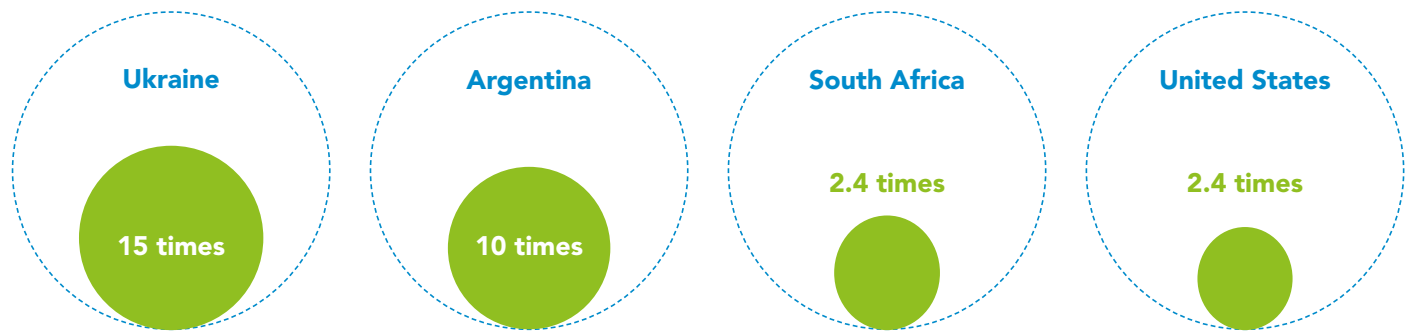 Ukraine
15 times
Argentina
10 times
South Africa
2.4 times
United States
2.4 times